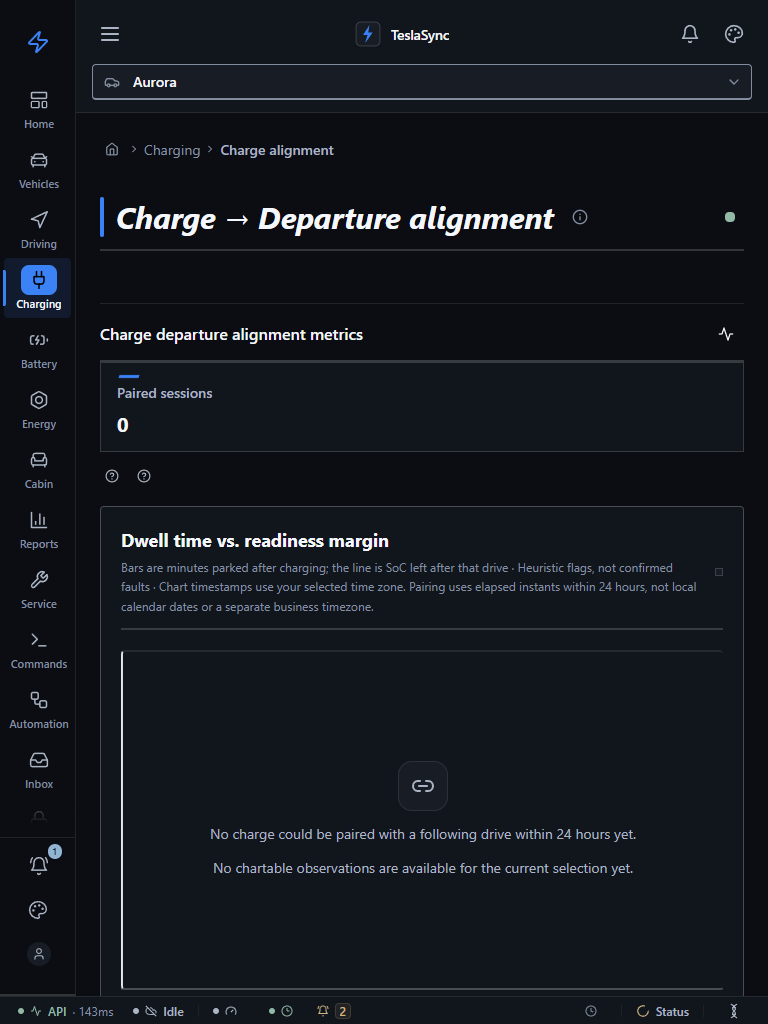 TeslaSync
Aurora
Home
Vehicles
Driving
Charging
Battery
Energy
Cabin
Reports
Service
Commands
Automation
Inbox
1
Charging
Charge alignment
Charge → Departure alignment
Charge departure alignment metrics
Paired sessions
0
Dwell time vs. readiness margin
Bars are minutes parked after charging; the line is SoC left after that drive · Heuristic flags, not confirmed
faults · Chart timestamps use your selected time zone. Pairing uses elapsed instants within 24 hours, not local
calendar dates or a separate business timezone.
No charge could be paired with a following drive within 24 hours yet.
No chartable observations are available for the current selection yet.
API · 143ms
Idle
2
Status